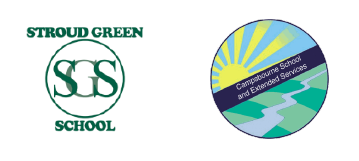 STROUD GREEN
SGS
SCHOOL
Campsbourne School
and Extended Services